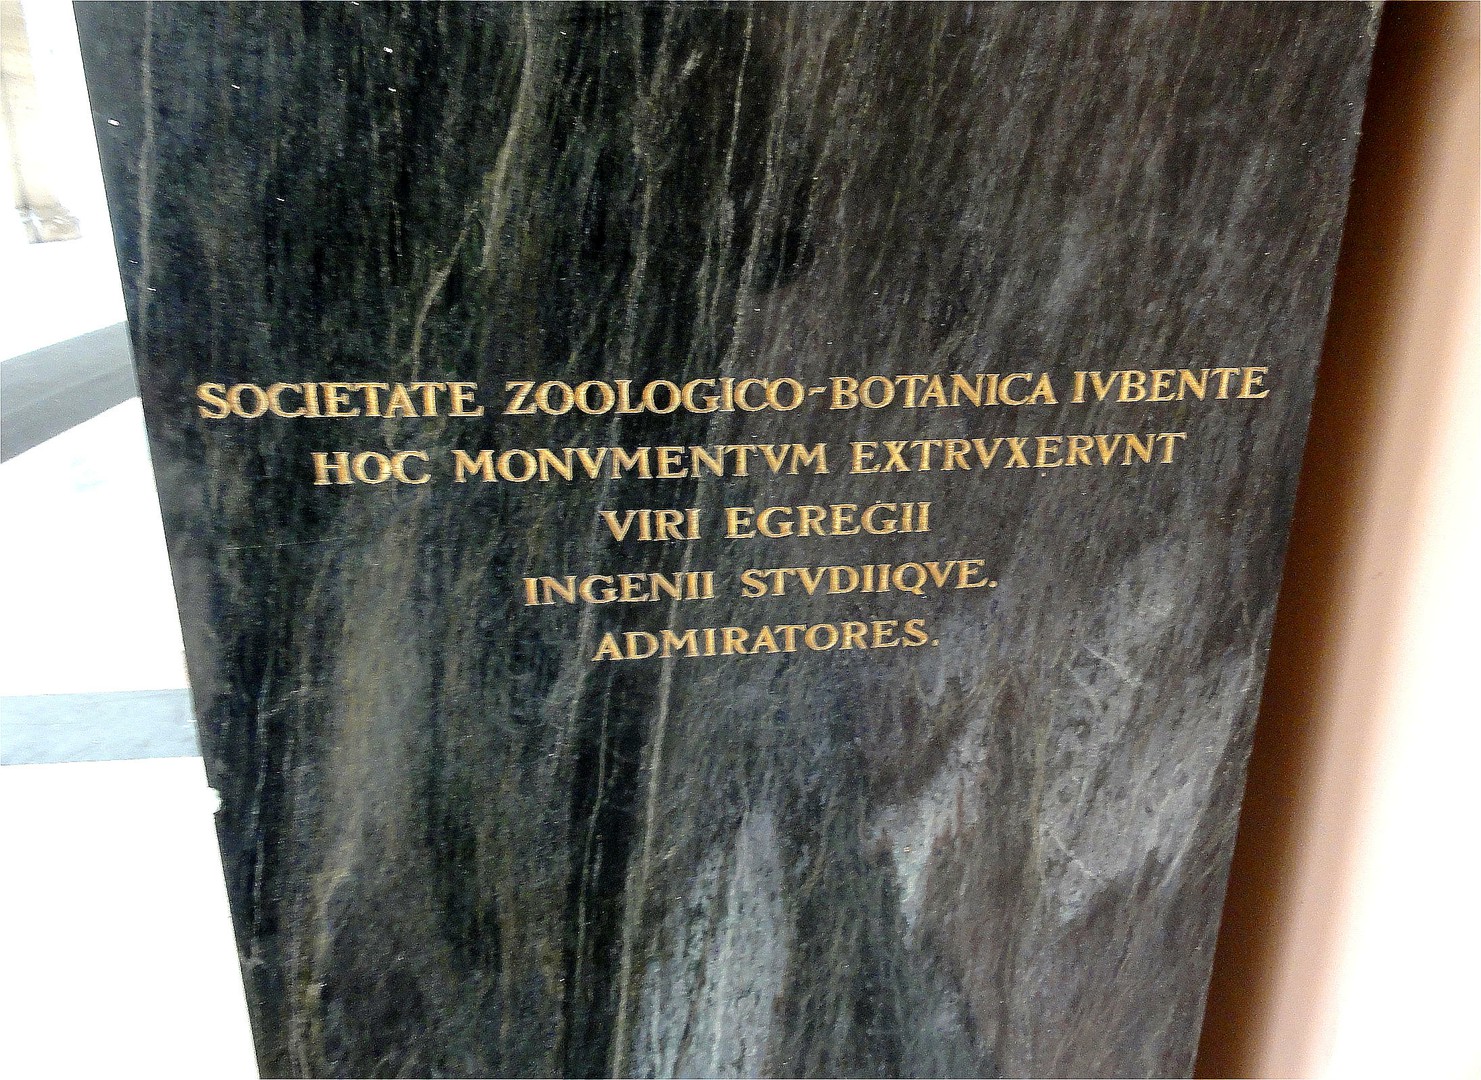 SOCIETATE ZOOLOGICO-BOTANICA IVBENTE
HOC MONVMENTVM EXTRVXERVNT
VIRI EGREGII
INGENII STVDIIQVE.
ADMIRATORES.